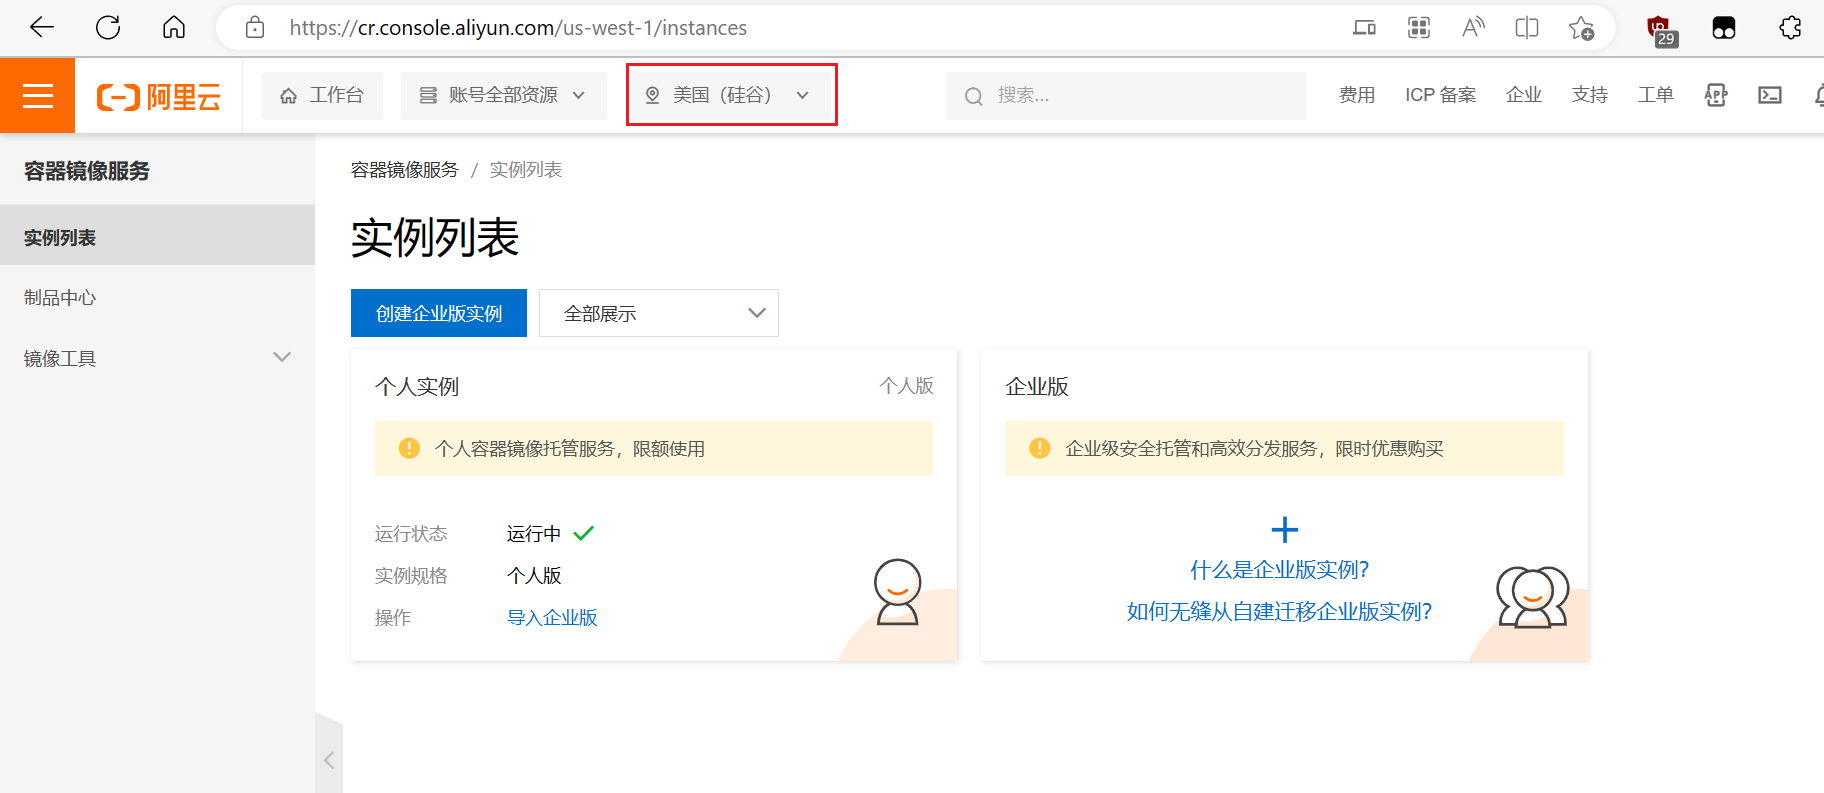 https://cr.console.aliyun.com/us-west-1/instances
29
阿里云
工作台
账号全部资源
美国（硅谷）
搜索...
费用
ICP 备案
企业
支持
工单
APP
容器镜像服务
实例列表
制品中心
镜像工具
容器镜像服务 / 实例列表
实例列表
创建企业版实例
全部展示
个人实例
个人版
个人容器镜像托管服务，限额使用
运行状态 运行中
实例规格 个人版
操作 导入企业版
企业版
企业级安全托管和高效分发服务，限时优惠购买
什么是企业版实例?
如何无缝从自建迁移企业版实例?